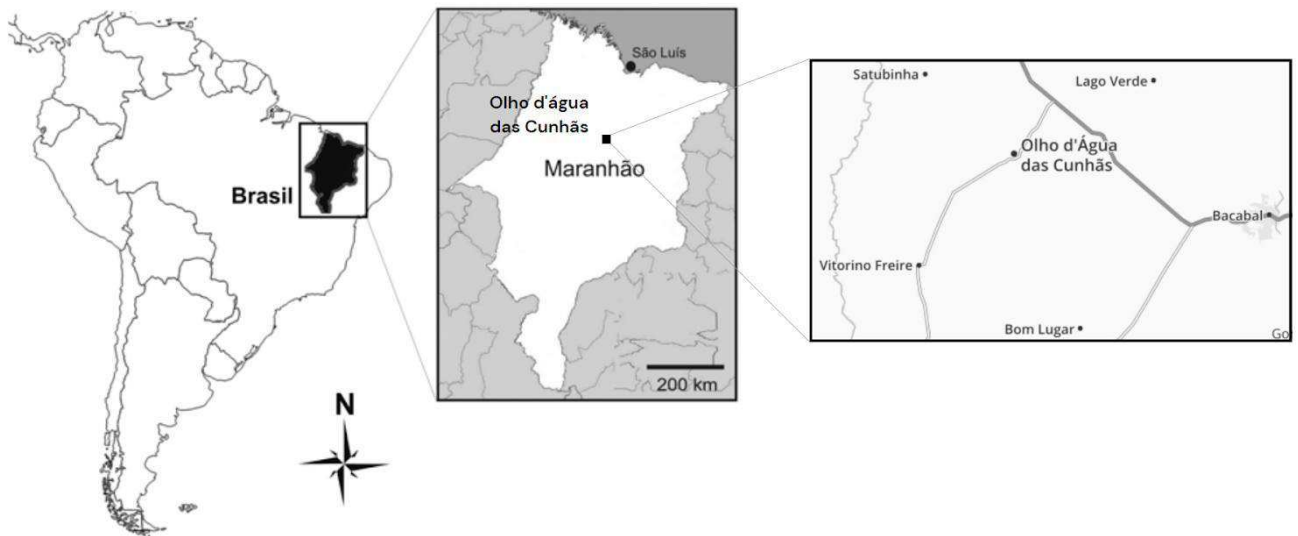 Brasil
N
São Luís
Olho d'água
das Cunhãs
Maranhão
200 km
Satubinha
Lago Verde
Olho d'Água
das Cunhãs
Bacabal
Vitorino Freire
Bom Lugar
Go